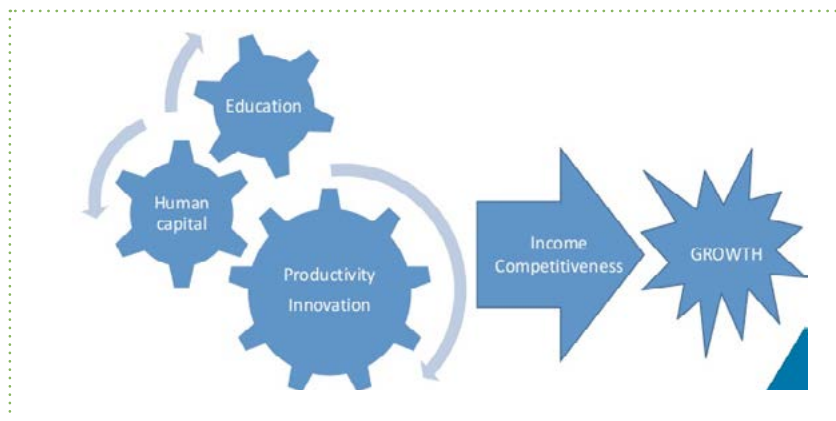 Education
Human
capital
Productivity
Innovation
Income
Competitiveness
GROWTH